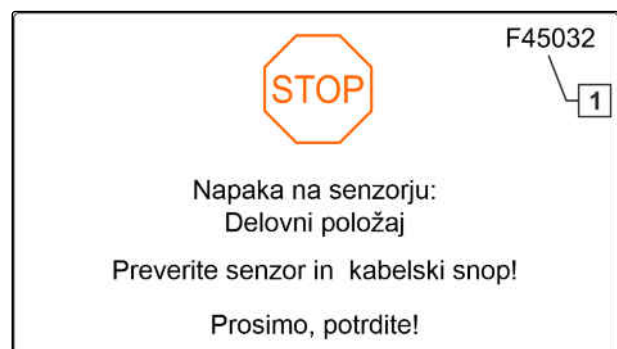 F45032
STOP
1
Napaka na senzorju:
Delovni položaj
Preverite senzor in kabelski snop!
Prosimo, potrdite!